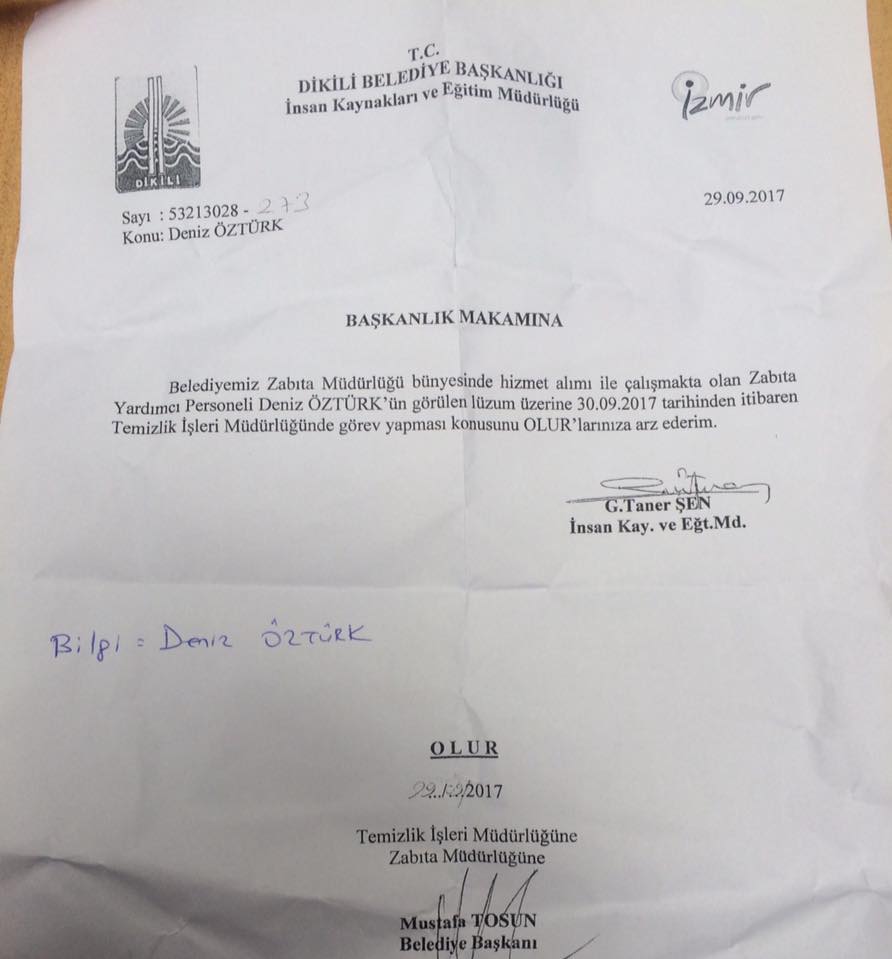 T.C.
DİKİLİ BELEDİYE BAŞKANLIĞI
İnsan Kaynakları ve Eğitim Müdürlüğü
DİKİLİ
izmir
Sayı : 53213028 - 273
29.09.2017
Konu: Deniz ÖZTÜRK
BAŞKANLIK MAKAMINA
Belediyemiz Zabıta Müdürlüğü bünyesinde hizmet alımı ile çalışmakta olan Zabıta
Yardımcı Personeli Deniz ÖZTÜRK'ün görülen lüzum üzerine 30.09.2017 tarihinden itibaren
Temizlik İşleri Müdürlüğünde görev yapması konusunu OLUR'larınıza arz ederim.
G.Taner ŞEN
İnsan Kay. ve Eğt.Md.
Bilgi = Deniz ÖZTÜRK
OLUR
/2017
Temizlik İşleri Müdürlüğüne
Zabıta Müdürlüğüne
Mustafa TOSUN
Belediye Başkanı